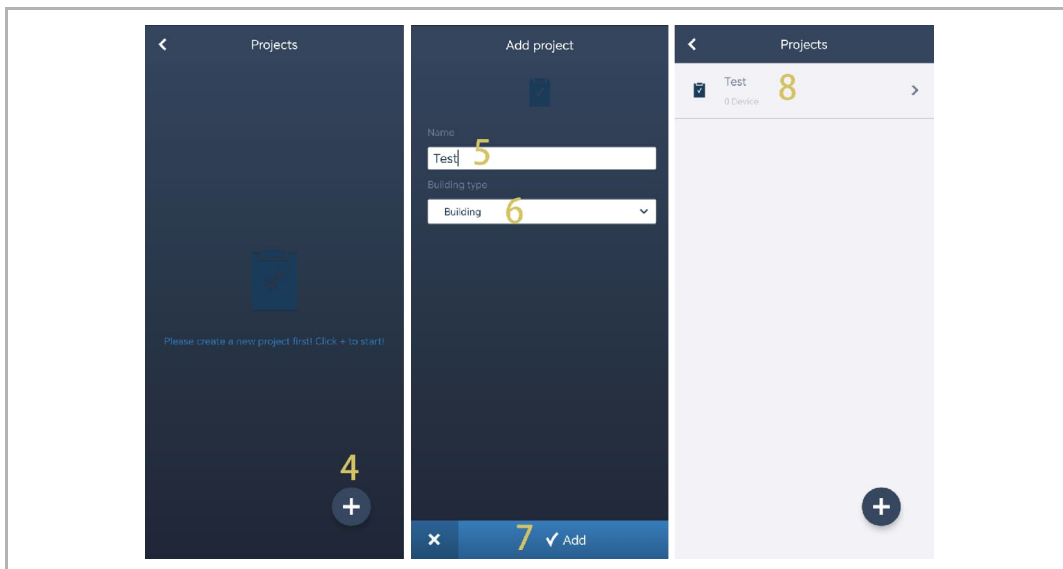 Projects
Please create a new project first! Click + to start!
4
+
Add project
Name
Test 5
Building type
Building 6
7 Add
Projects
Test
0 Device
8
+